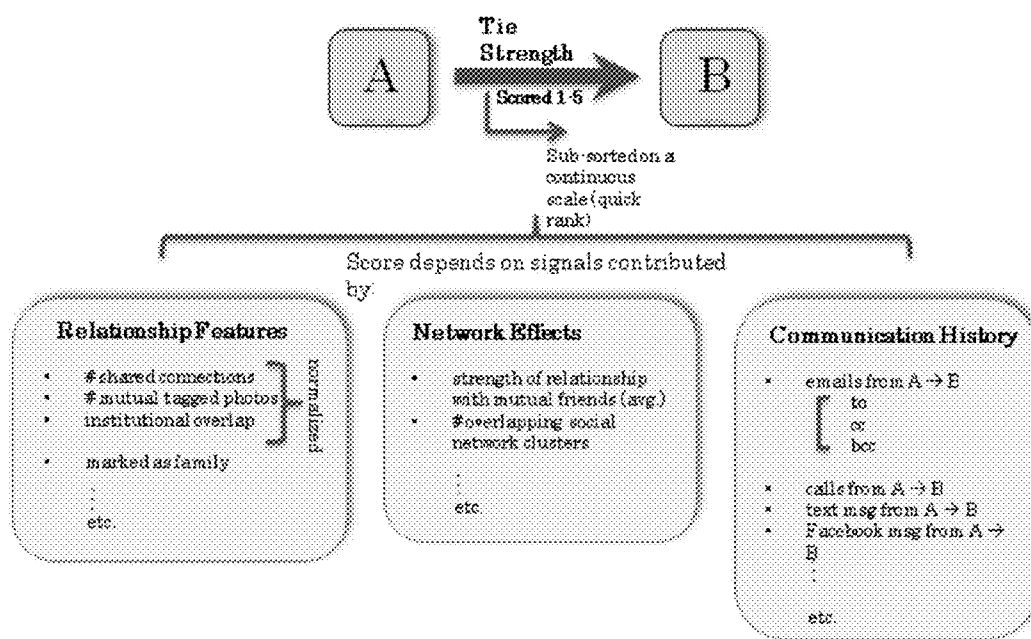 Tie
Strength
A
B
Scored 1-5
Sub-sorted on a
continuous
scale (quick
rank)
Score depends on signals contributed
by:
Relationship Features
• # shared connections
• # mutual tagged photos
• institutional overlap
normalized
• marked as family
⋮
etc.
Network Effects
• strength of relationship
with mutual friends (avg.)
• # overlapping social
network clusters
⋮
etc.
Communication History
• emails from A → B
to
cc
bcc
• calls from A → B
• text msg from A → B
• Facebook msg from A →
B
⋮
etc.